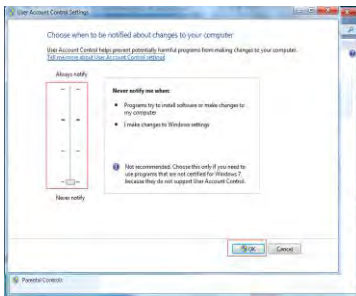 User Account Control Settings
Choose when to be notified about changes to your computer
User Account Control helps prevent potentially harmful programs from making changes to your computer.
Tell me more about User Account Control settings
Always notify
Never notify me when:
• Programs try to install software or make changes to
my computer
• I make changes to Windows settings
Not recommended. Choose this only if you need to
use programs that are not certified for Windows 7
because they do not support User Account Control.
Never notify
OK
Cancel
Parental Controls